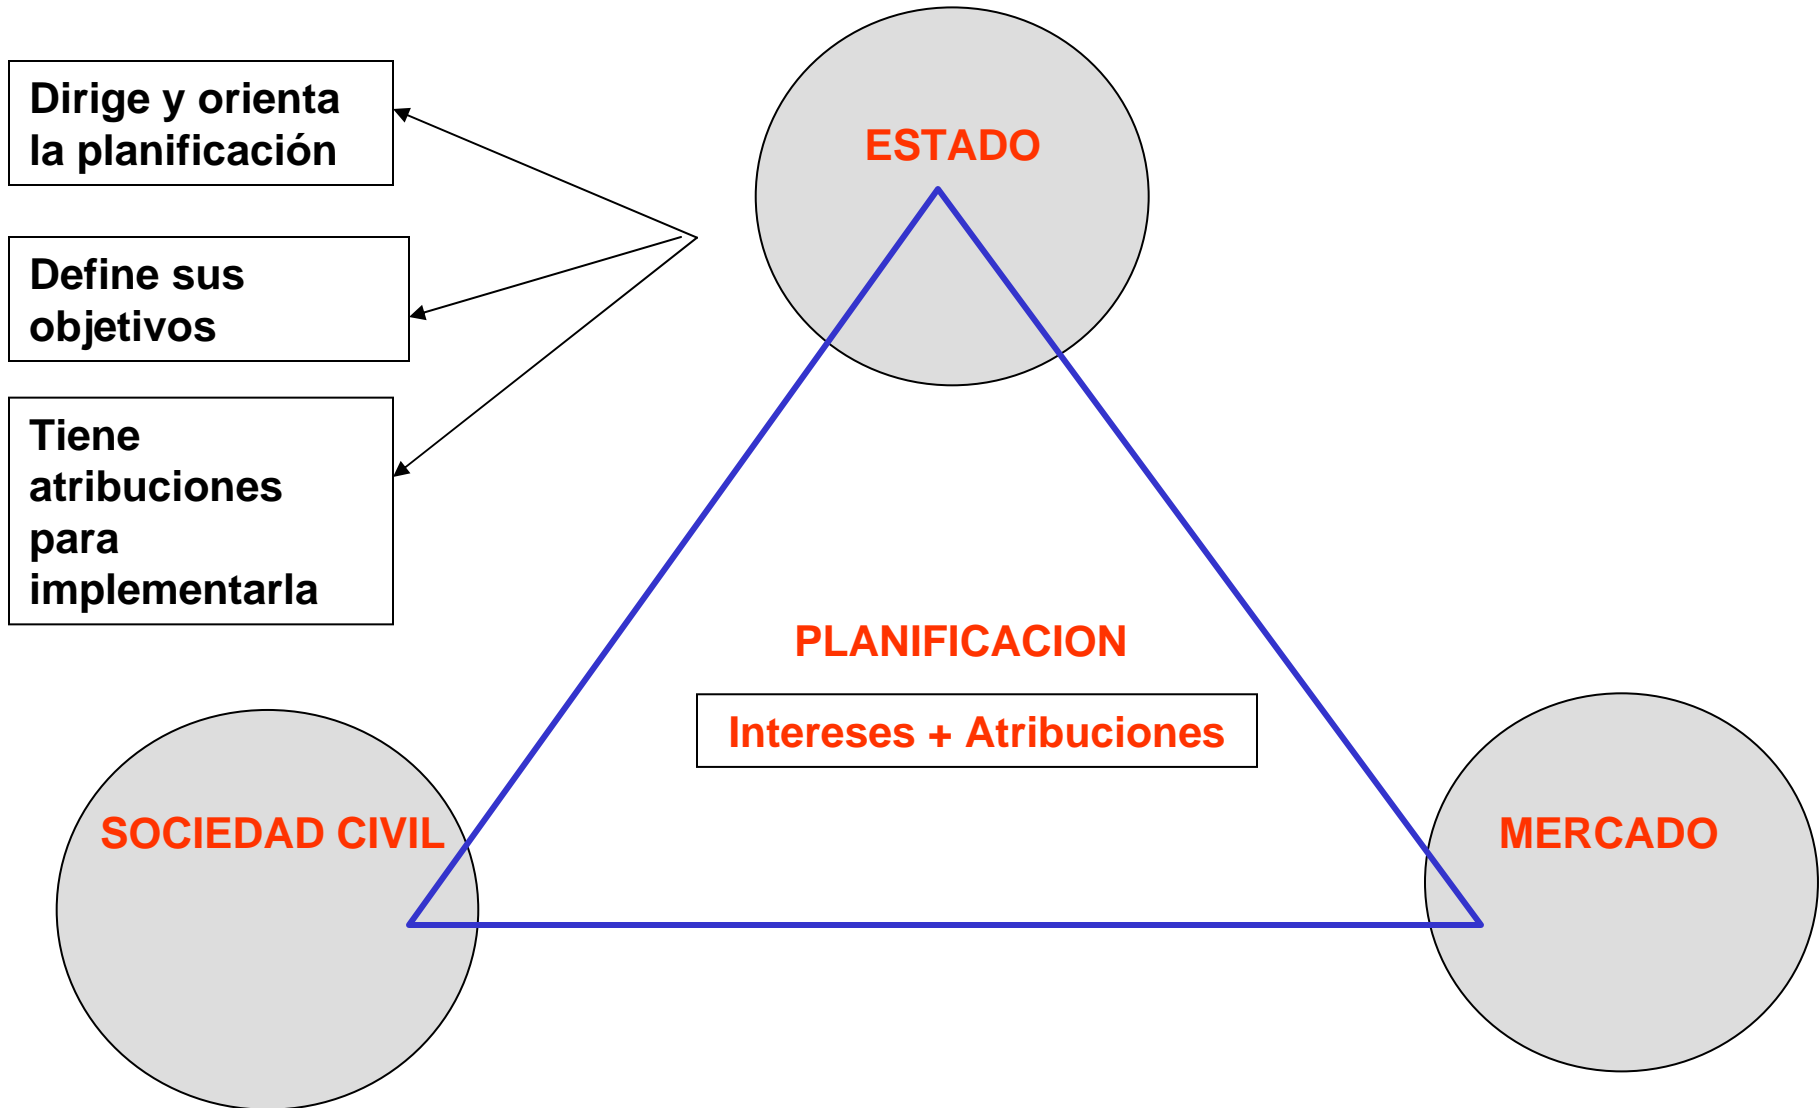 Dirige y orienta
la planificación
Define sus
objetivos
Tiene
atribuciones
para
implementarla
ESTADO
PLANIFICACION
Intereses + Atribuciones
SOCIEDAD CIVIL
MERCADO